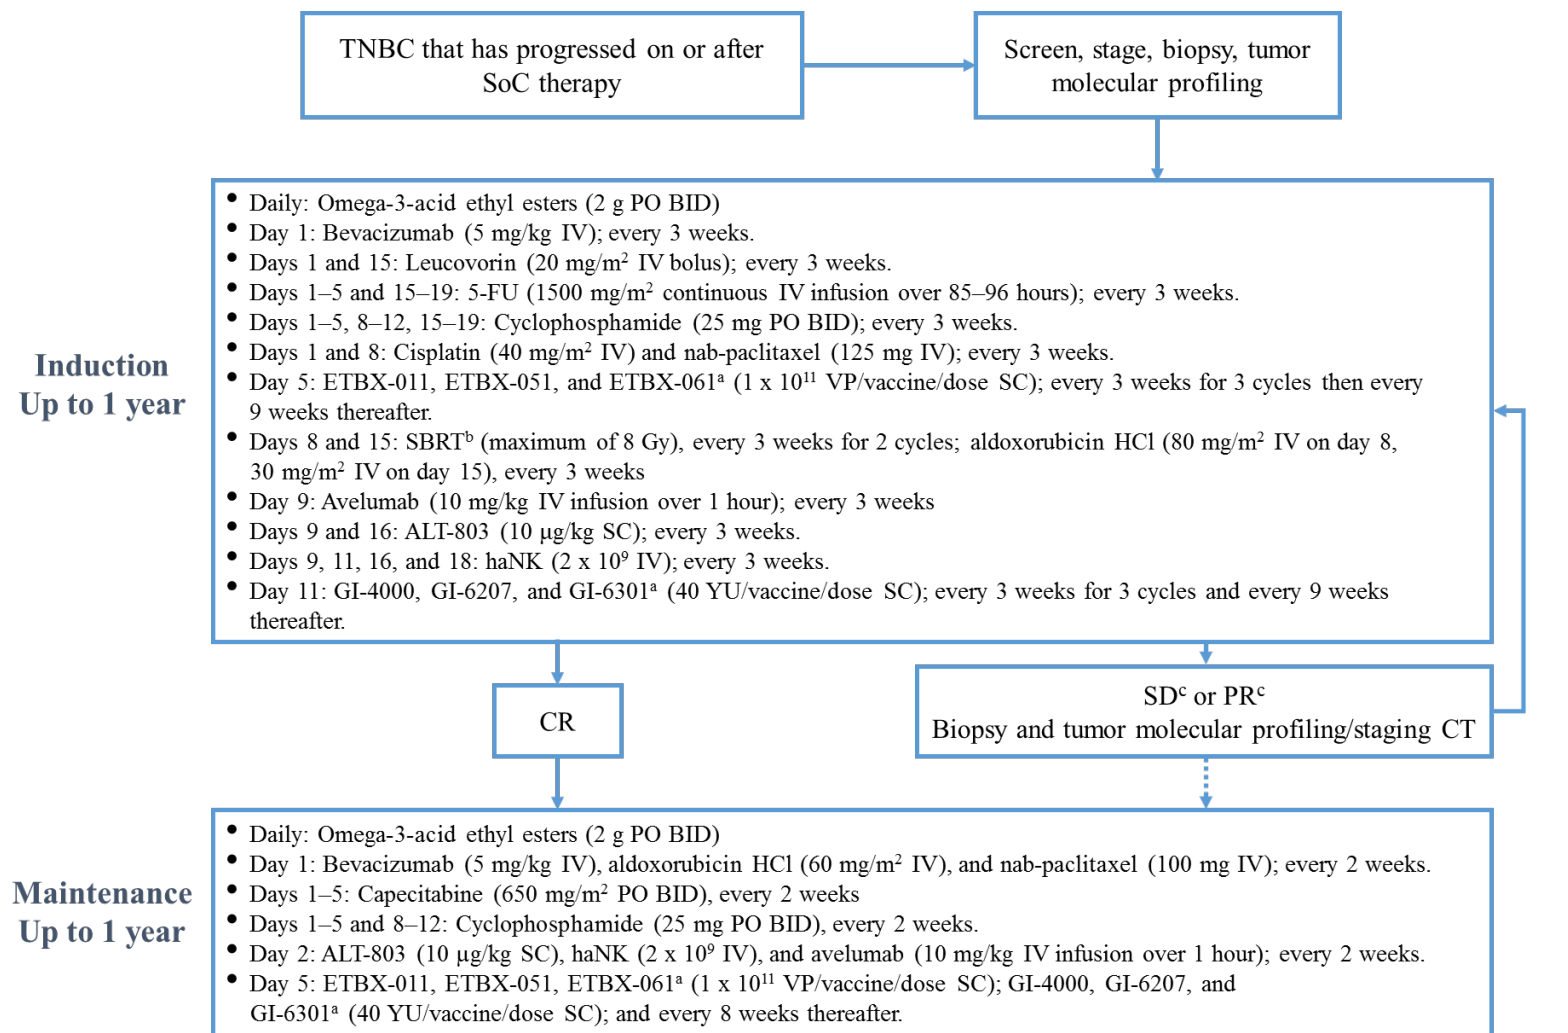 TNBC that has progressed on or after
SoC therapy
Screen, stage, biopsy, tumor
molecular profiling
Induction
Up to 1 year
• Daily: Omega-3-acid ethyl esters (2 g PO BID)
• Day 1: Bevacizumab (5 mg/kg IV); every 3 weeks.
• Days 1 and 15: Leucovorin (20 mg/m² IV bolus); every 3 weeks.
• Days 1–5 and 15–19: 5-FU (1500 mg/m² continuous IV infusion over 85–96 hours); every 3 weeks.
• Days 1–5, 8–12, 15–19: Cyclophosphamide (25 mg PO BID); every 3 weeks.
• Days 1 and 8: Cisplatin (40 mg/m² IV) and nab-paclitaxel (125 mg IV); every 3 weeks.
• Day 5: ETBX-011, ETBX-051, and ETBX-061ᵃ (1 x 10¹¹ VP/vaccine/dose SC); every 3 weeks for 3 cycles then every
9 weeks thereafter.
• Days 8 and 15: SBRTᵇ (maximum of 8 Gy), every 3 weeks for 2 cycles; aldoxorubicin HCl (80 mg/m² IV on day 8,
30 mg/m² IV on day 15), every 3 weeks
• Day 9: Avelumab (10 mg/kg IV infusion over 1 hour); every 3 weeks
• Days 9 and 16: ALT-803 (10 µg/kg SC); every 3 weeks.
• Days 9, 11, 16, and 18: haNK (2 x 10⁹ IV); every 3 weeks.
• Day 11: GI-4000, GI-6207, and GI-6301ᵃ (40 YU/vaccine/dose SC); every 3 weeks for 3 cycles and every 9 weeks
thereafter.
CR
SDᶜ or PRᶜ
Biopsy and tumor molecular profiling/staging CT
Maintenance
Up to 1 year
• Daily: Omega-3-acid ethyl esters (2 g PO BID)
• Day 1: Bevacizumab (5 mg/kg IV), aldoxorubicin HCl (60 mg/m² IV), and nab-paclitaxel (100 mg IV); every 2 weeks.
• Days 1–5: Capecitabine (650 mg/m² PO BID), every 2 weeks
• Days 1–5 and 8–12: Cyclophosphamide (25 mg PO BID), every 2 weeks.
• Day 2: ALT-803 (10 µg/kg SC), haNK (2 x 10⁹ IV), and avelumab (10 mg/kg IV infusion over 1 hour); every 2 weeks.
• Day 5: ETBX-011, ETBX-051, ETBX-061ᵃ (1 x 10¹¹ VP/vaccine/dose SC); GI-4000, GI-6207, and
GI-6301ᵃ (40 YU/vaccine/dose SC); and every 8 weeks thereafter.